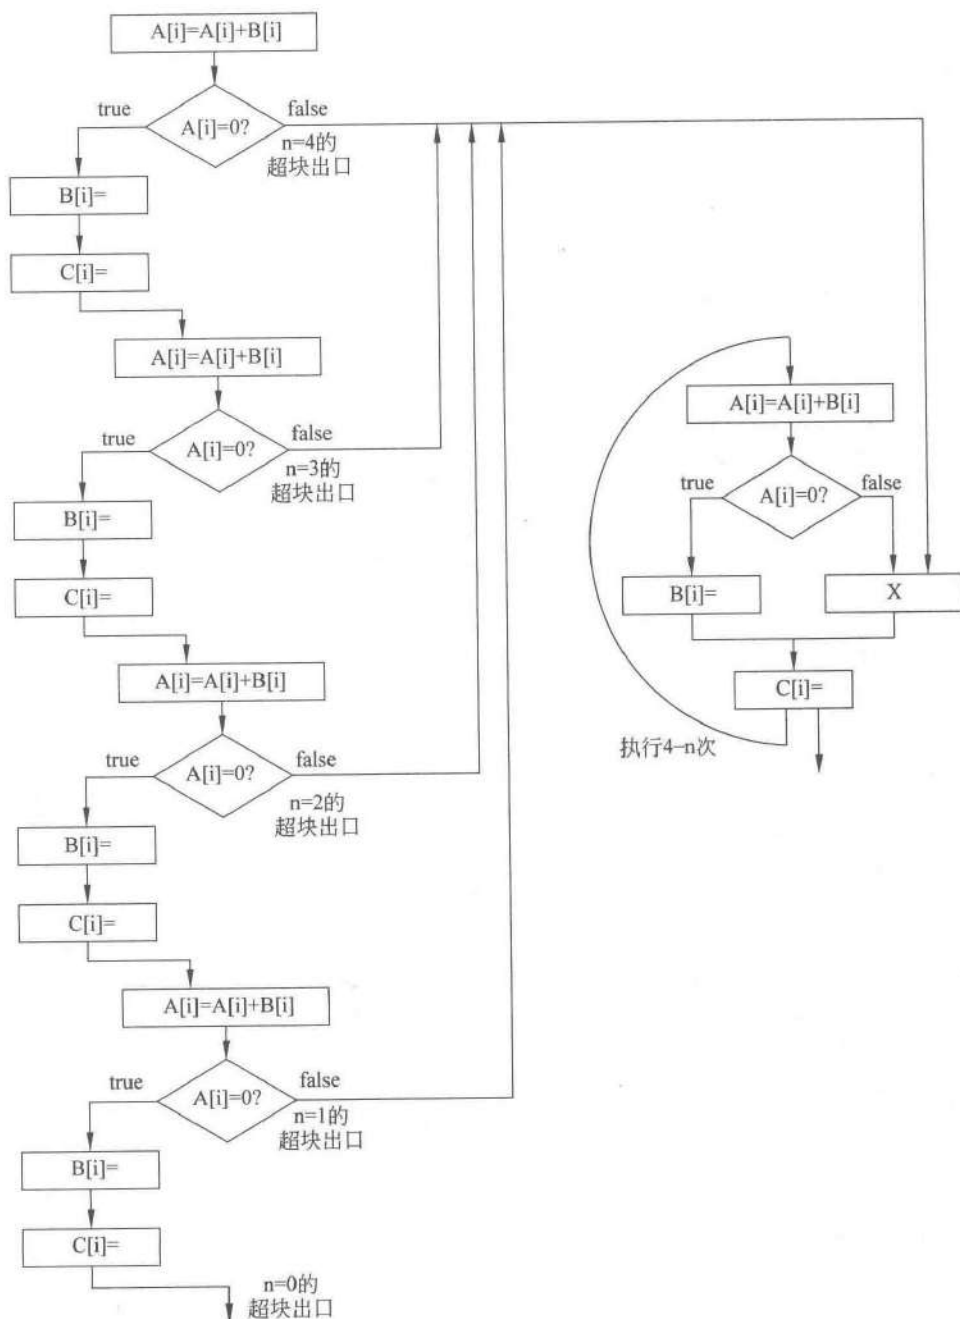 A[i]=A[i]+B[i]
true
A[i]=0?
false
n=4的
超块出口
B[i]=
C[i]=
A[i]=A[i]+B[i]
true
A[i]=0?
false
n=3的
超块出口
B[i]=
C[i]=
A[i]=A[i]+B[i]
true
A[i]=0?
false
n=2的
超块出口
B[i]=
C[i]=
A[i]=A[i]+B[i]
true
A[i]=0?
false
n=1的
超块出口
B[i]=
C[i]=
n=0的
超块出口
A[i]=A[i]+B[i]
true
A[i]=0?
false
B[i]=
X
C[i]=
执行4-n次